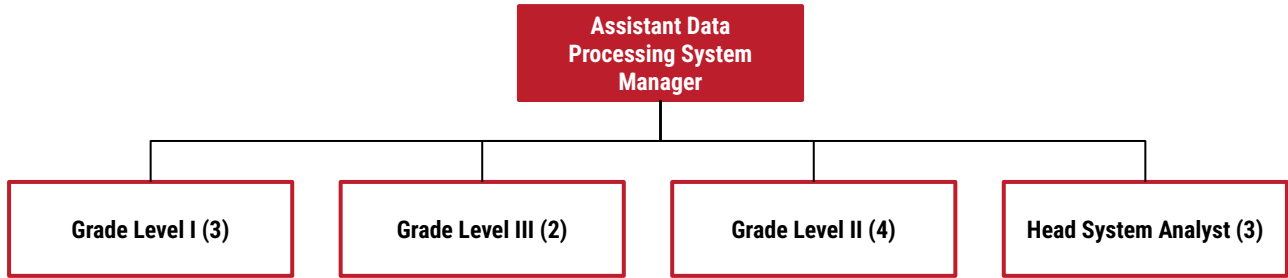 Assistant Data
Processing System
Manager
Grade Level I (3)
Grade Level III (2)
Grade Level II (4)
Head System Analyst (3)